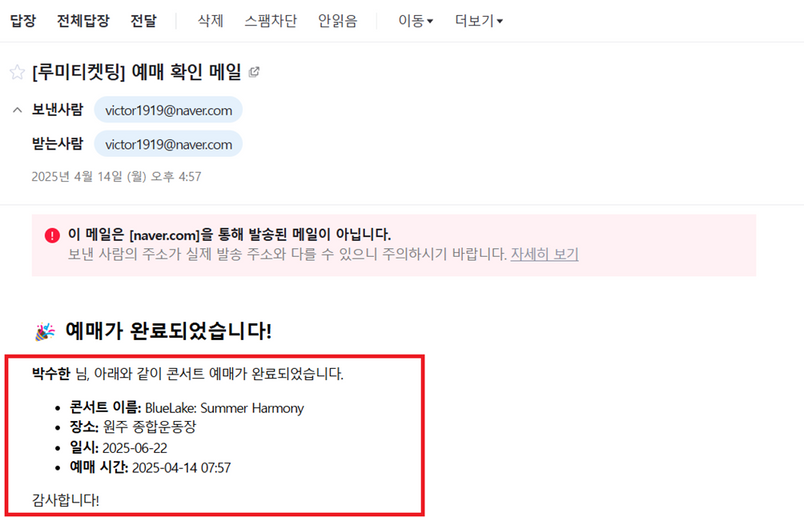 답장 전체답장 전달 삭제 스팸차단 안읽음 이동 더보기
[루미티켓팅] 예매 확인 메일
보낸사람 victor1919@naver.com
받는사람 victor1919@naver.com
2025년 4월 14일 (월) 오후 4:57
이 메일은 [naver.com]을 통해 발송된 메일이 아닙니다.
보낸 사람의 주소가 실제 발송 주소와 다를 수 있으니 주의하시기 바랍니다. 자세히 보기
🎉 예매가 완료되었습니다!
박수한 님, 아래와 같이 콘서트 예매가 완료되었습니다.
• 콘서트 이름: BlueLake: Summer Harmony
• 장소: 원주 종합운동장
• 일시: 2025-06-22
• 예매 시간: 2025-04-14 07:57
감사합니다!